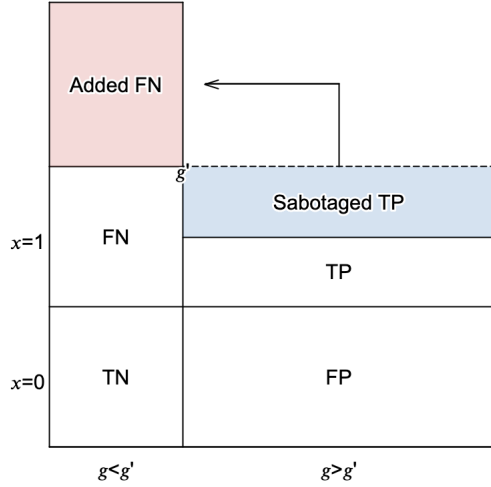 Added FN
g'
Sabotaged TP
x=1
FN
TP
x=0
TN
FP
g<g'
g>g'